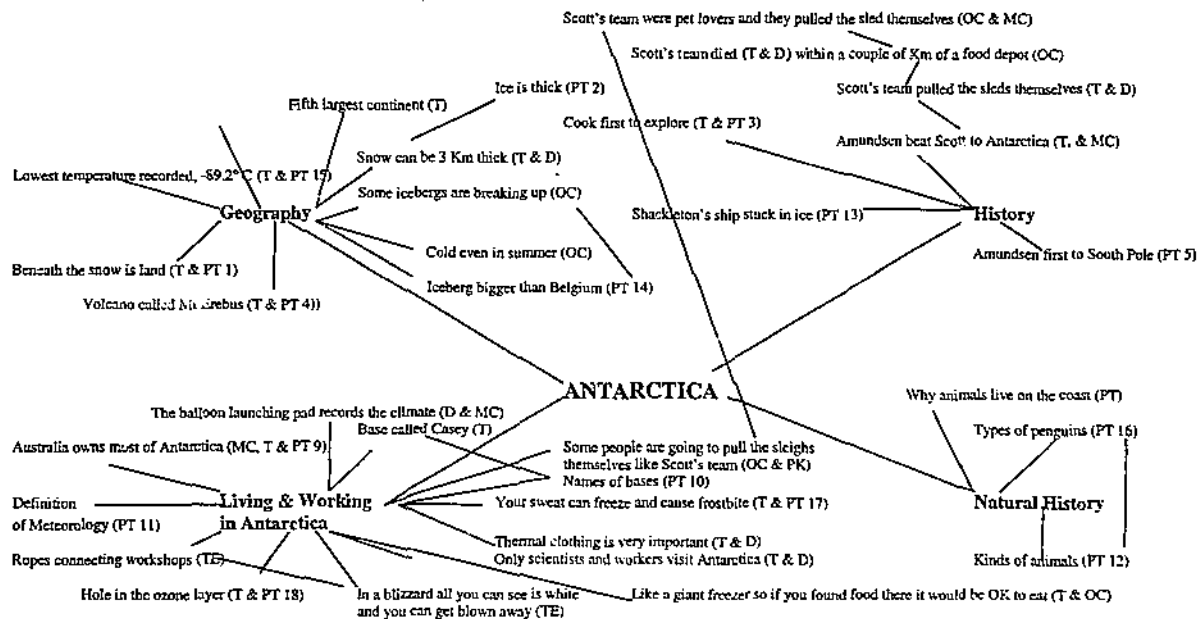 Scott's team were pet lovers and they pulled the sled themselves (OC & MC)
Scott's team died (T & D) within a couple of Km of a food depot (OC)
Ice is thick (PT 2)
Scott's team pulled the sleds themselves (T & D)
Fifth largest continent (T)
Cook first to explore (T & PT 3)
Amundsen beat Scott to Antarctica (T, & MC)
Snow can be 3 Km thick (T & D)
Lowest temperature recorded, -89.2°C (T & PT 15)
Some icebergs are breaking up (OC)
Geography
Shackleton's ship stuck in ice (PT 13)
History
Cold even in summer (OC)
Amundsen first to South Pole (PT 5)
Beneath the snow is land (T & PT 1)
Iceberg bigger than Belgium (PT 14)
Volcano called Mt (T & PT 4))
ANTARCTICA
Why animals live on the coast (PT)
The balloon launching pad records the climate (D & MC)
Base called Casey (T)
Types of penguins (PT 16)
Australia owns most of Antarctica (MC, T & PT 9)
Some people are going to pull the sleighs
themselves like Scott's team (OC & PK)
Names of bases (PT 10)
Living & Working
in Antarctica
Your sweat can freeze and cause frostbite (T & PT 17)
Natural History
Definition
of Meteorology (PT 11)
Thermal clothing is very important (T & D)
Only scientists and workers visit Antarctica (T & D)
Kinds of animals (PT 12)
Ropes connecting workshops (TE)
Hole in the ozone layer (T & PT 18)
In a blizzard all you can see is white
and you can get blown away (TE)
Like a giant freezer so if you found food there it would be OK to eat (T & OC)